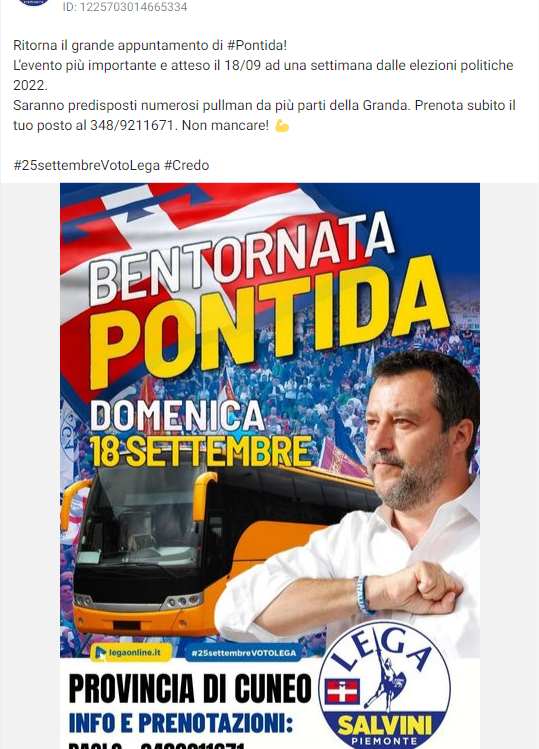 ID: 1225703014665334
Ritorna il grande appuntamento di #Pontida!
L'evento più importante e atteso il 18/09 ad una settimana dalle elezioni politiche
2022.
Saranno predisposti numerosi pullman da più parti della Granda. Prenota subito il
tuo posto al 348/9211671. Non mancare! 💪
#25settembreVotoLega #Credo
BENTORNATA
PONTIDA
DOMENICA
18 SETTEMBRE
legaonline.it
#25settembreVOTOLEGA
PROVINCIA DI CUNEO
INFO E PRENOTAZIONI:
LEGA
SALVINI
PIEMONTE